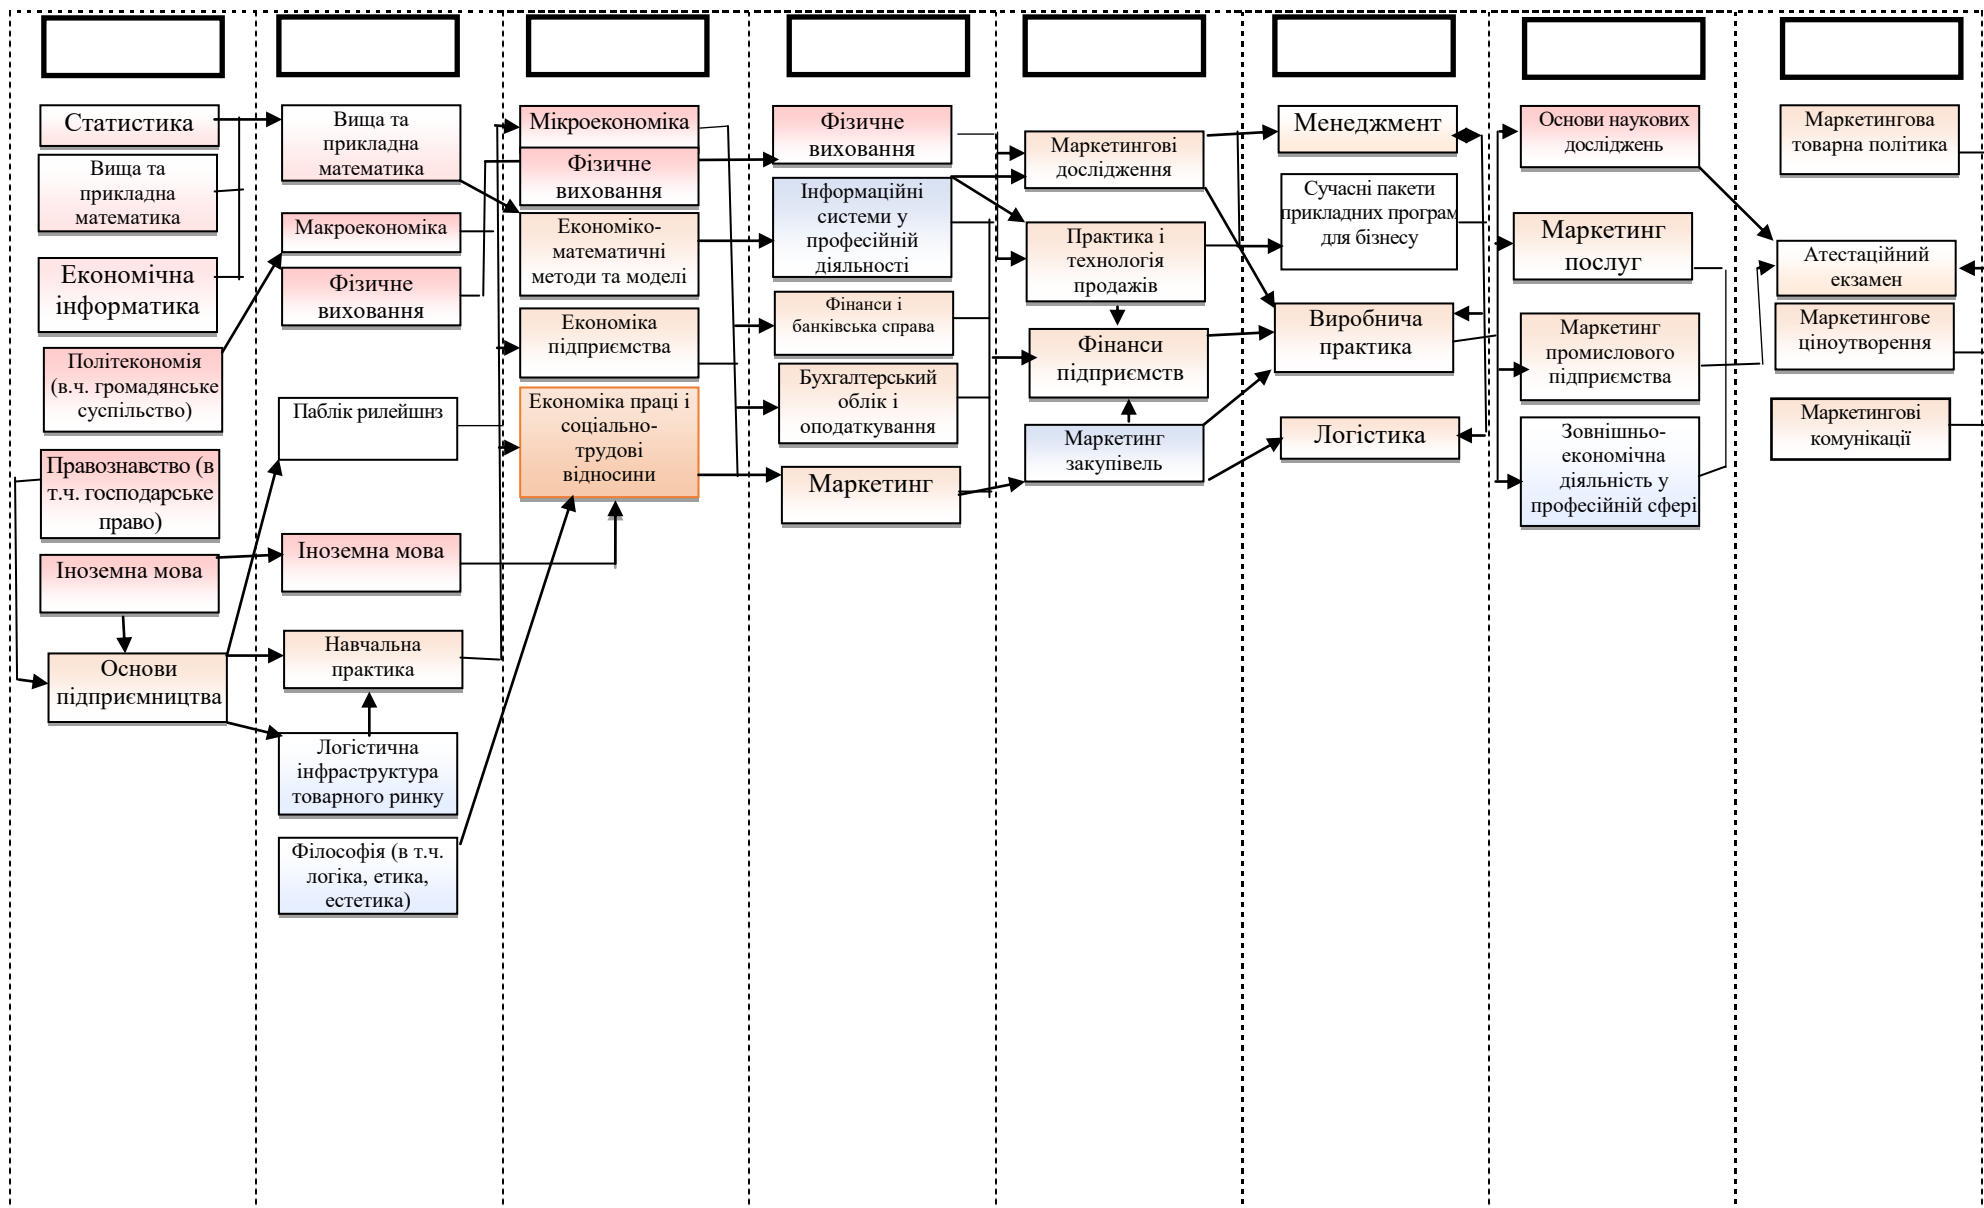 Статистика
Вища та
прикладна
математика
Економічна
інформатика
Політекономія
(в.ч. громадянське
суспільство)
Правознавство (в
т.ч. господарське
право)
Іноземна мова
Основи
підприємництва
Вища та
прикладна
математика
Макроекономіка
Фізичне
виховання
Паблік рилейшнз
Іноземна мова
Навчальна
практика
Логістична
інфраструктура
товарного ринку
Філософія (в т.ч.
логіка, етика,
естетика)
Мікроекономіка
Фізичне
виховання
Економіко-
математичні
методи та моделі
Економіка
підприємства
Економіка праці і
соціально-
трудові
відносини
Фізичне
виховання
Інформаційні
системи у
професійній
діяльності
Фінанси і
банківська справа
Бухгалтерський
облік і
оподаткування
Маркетинг
Маркетингові
дослідження
Практика і
технологія
продажів
Фінанси
підприємств
Маркетинг
закупівель
Менеджмент
Сучасні пакети
прикладних програм
для бізнесу
Виробнича
практика
Логістика
Основи наукових
досліджень
Маркетинг
послуг
Маркетинг
промислового
підприємства
Зовнішньо-
економічна
діяльність у
професійній сфері
Маркетингова
товарна політика
Атестаційний
екзамен
Маркетингове
ціноутворення
Маркетингові
комунікації